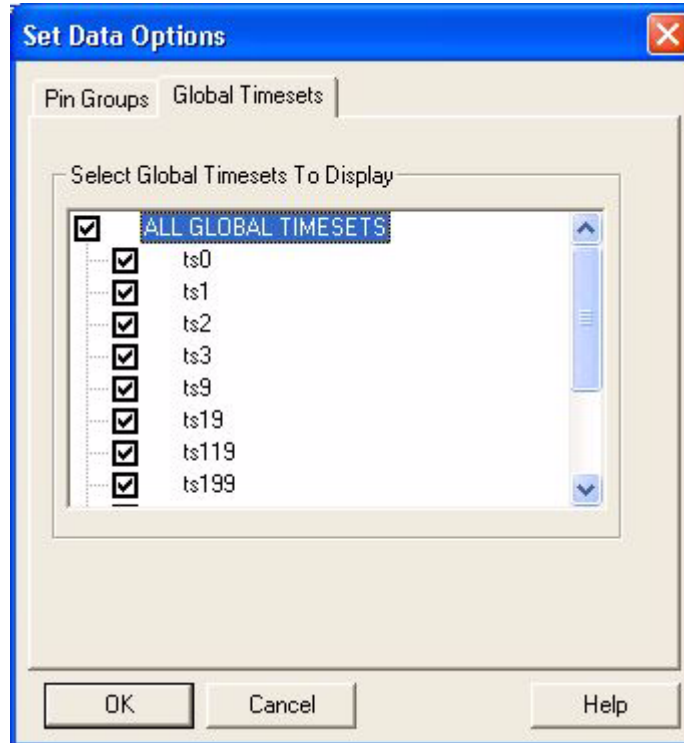 Set Data Options
Pin Groups Global Timesets
Select Global Timesets To Display
ALL GLOBAL TIMESETS
ts0
ts1
ts2
ts3
ts9
ts19
ts119
ts199
OK Cancel Help